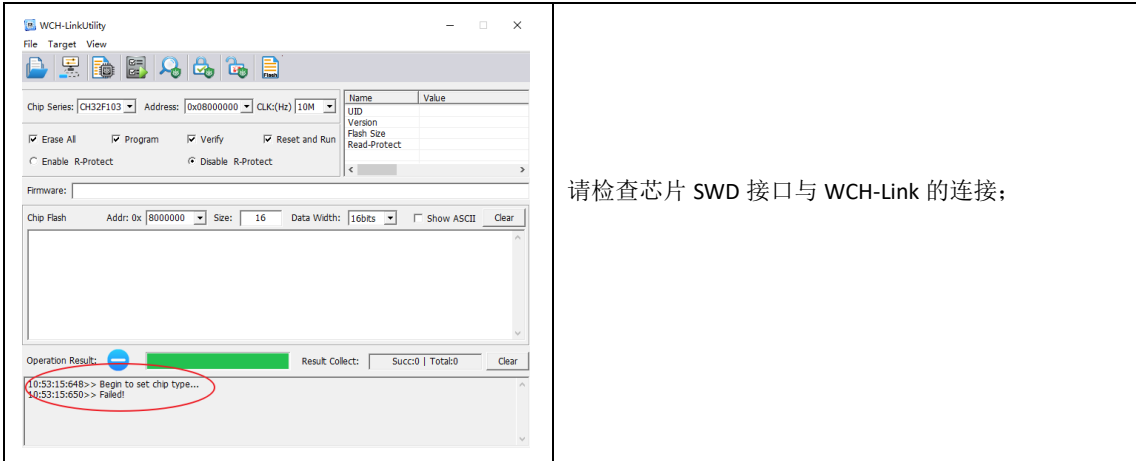 WCH-LinkUtility
File Target View
Flash
Chip Series: CH32F103 Address: 0x08000000 CLK:(Hz) 10M
Name Value
UID
Version
Flash Size
Read-Protect
Erase All Program Verify Reset and Run
Enable R-Protect Disable R-Protect
Firmware:
Chip Flash Addr: 0x 8000000 Size: 16 Data Width: 16bits Show ASCII Clear
Operation Result: Result Collect: Succ:0 | Total:0 Clear
10:53:15:648>> Begin to set chip type...
10:53:15:650>> Failed!
请检查芯片 SWD 接口与 WCH-Link 的连接；